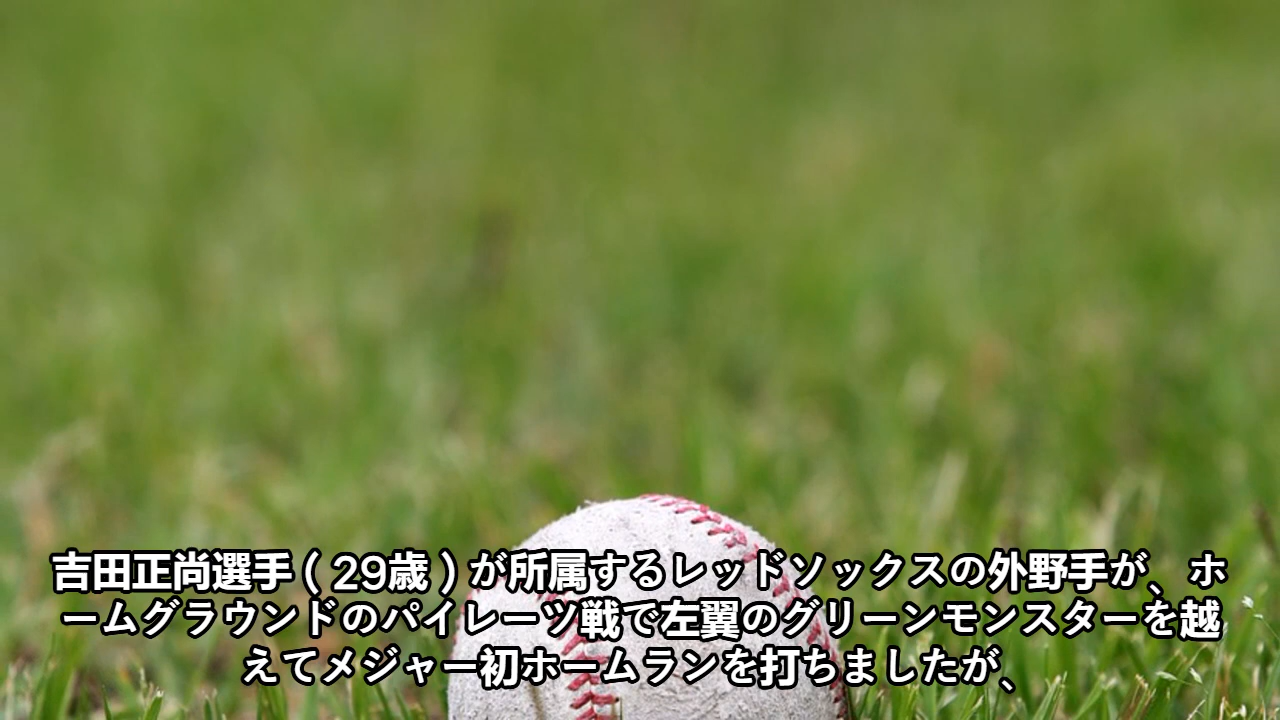 吉田正尚選手 ( 29歳 ) が所属するレッドソックスの外野手が、ホ
ームグラウンドのパイレーツ戦で左翼のグリーンモンスターを越
えてメジャー初ホームランを打ちましたが、